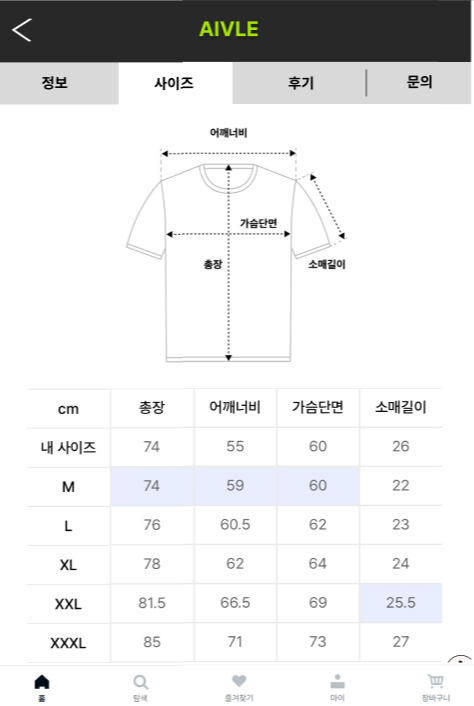 AIVLE
정보 사이즈 후기 문의
어깨너비
가슴단면
총장 소매길이
cm 총장 어깨너비 가슴단면 소매길이
내 사이즈 74 55 60 26
M 74 59 60 22
L 76 60.5 62 23
XL 78 62 64 24
XXL 81.5 66.5 69 25.5
XXXL 85 71 73 27
홈 탐색 즐겨찾기 마이 장바구니